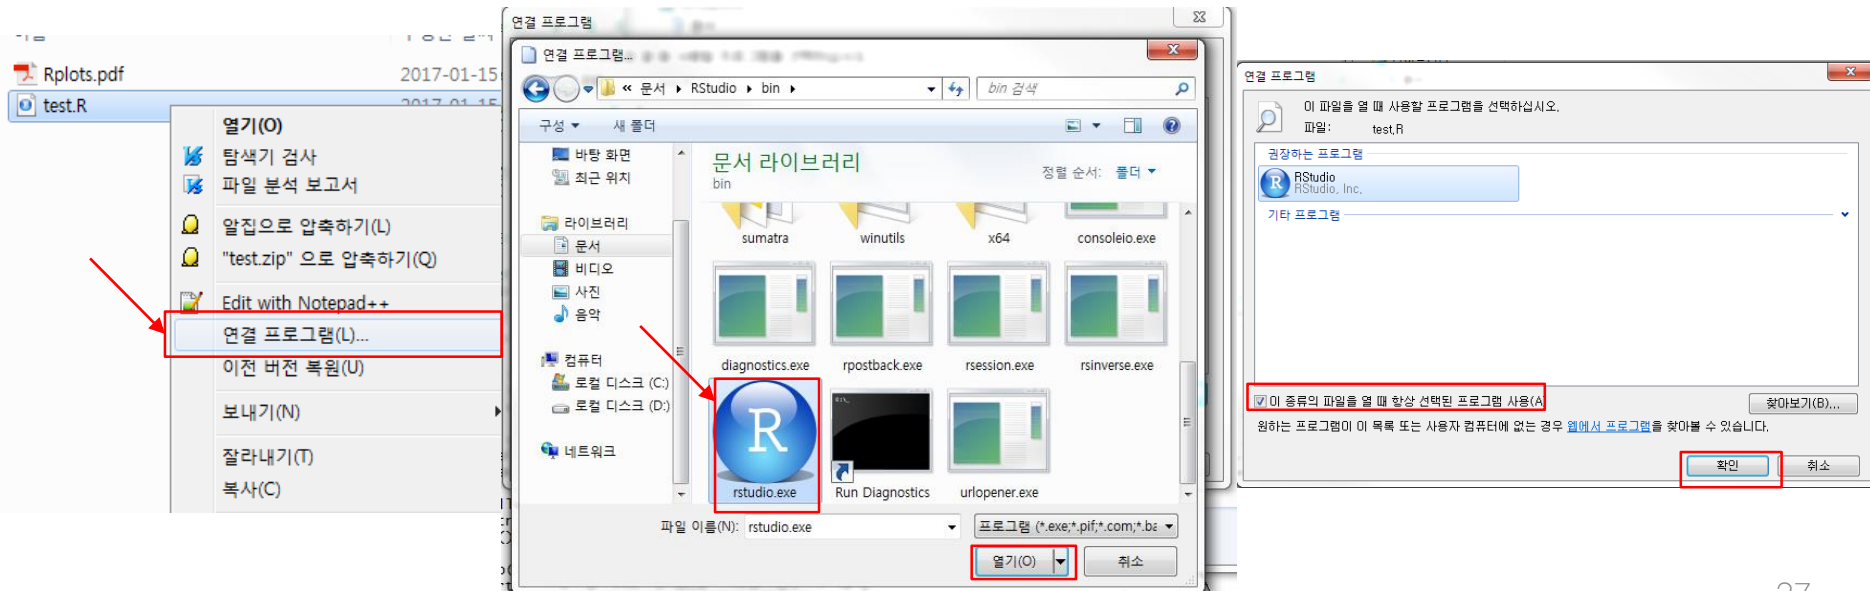 Rplots.pdf
2017-01-15
test.R
2017-01-15
열기(O)
탐색기 검사
파일 분석 보고서
알집으로 압축하기(L)
"test.zip" 으로 압축하기(Q)
Edit with Notepad++
연결 프로그램(L)...
이전 버전 복원(U)
보내기(N)
잘라내기(T)
복사(C)
연결 프로그램
연결 프로그램...
« 문서 ▸ RStudio ▸ bin ▸
bin 검색
구성 ▼ 새 폴더
바탕 화면
최근 위치
라이브러리
문서
비디오
사진
음악
컴퓨터
로컬 디스크 (C:)
로컬 디스크 (D:)
네트워크
문서 라이브러리
bin
정렬 순서: 폴더 ▼
sumatra
winutils
x64
consoleio.exe
diagnostics.exe
rpostback.exe
rsession.exe
rsinverse.exe
R
rstudio.exe
Run Diagnostics
urlopener.exe
파일 이름(N): rstudio.exe
프로그램 (*.exe;*.pif;*.com;*.ba
열기(O)
취소
연결 프로그램
이 파일을 열 때 사용할 프로그램을 선택하십시오.
파일: test.R
권장하는 프로그램
R
RStudio
RStudio, Inc.
기타 프로그램
이 종류의 파일을 열 때 항상 선택된 프로그램 사용(A)
찾아보기(B)...
원하는 프로그램이 이 목록 또는 사용자 컴퓨터에 없는 경우 웹에서 프로그램을 찾아볼 수 있습니다.
확인
취소